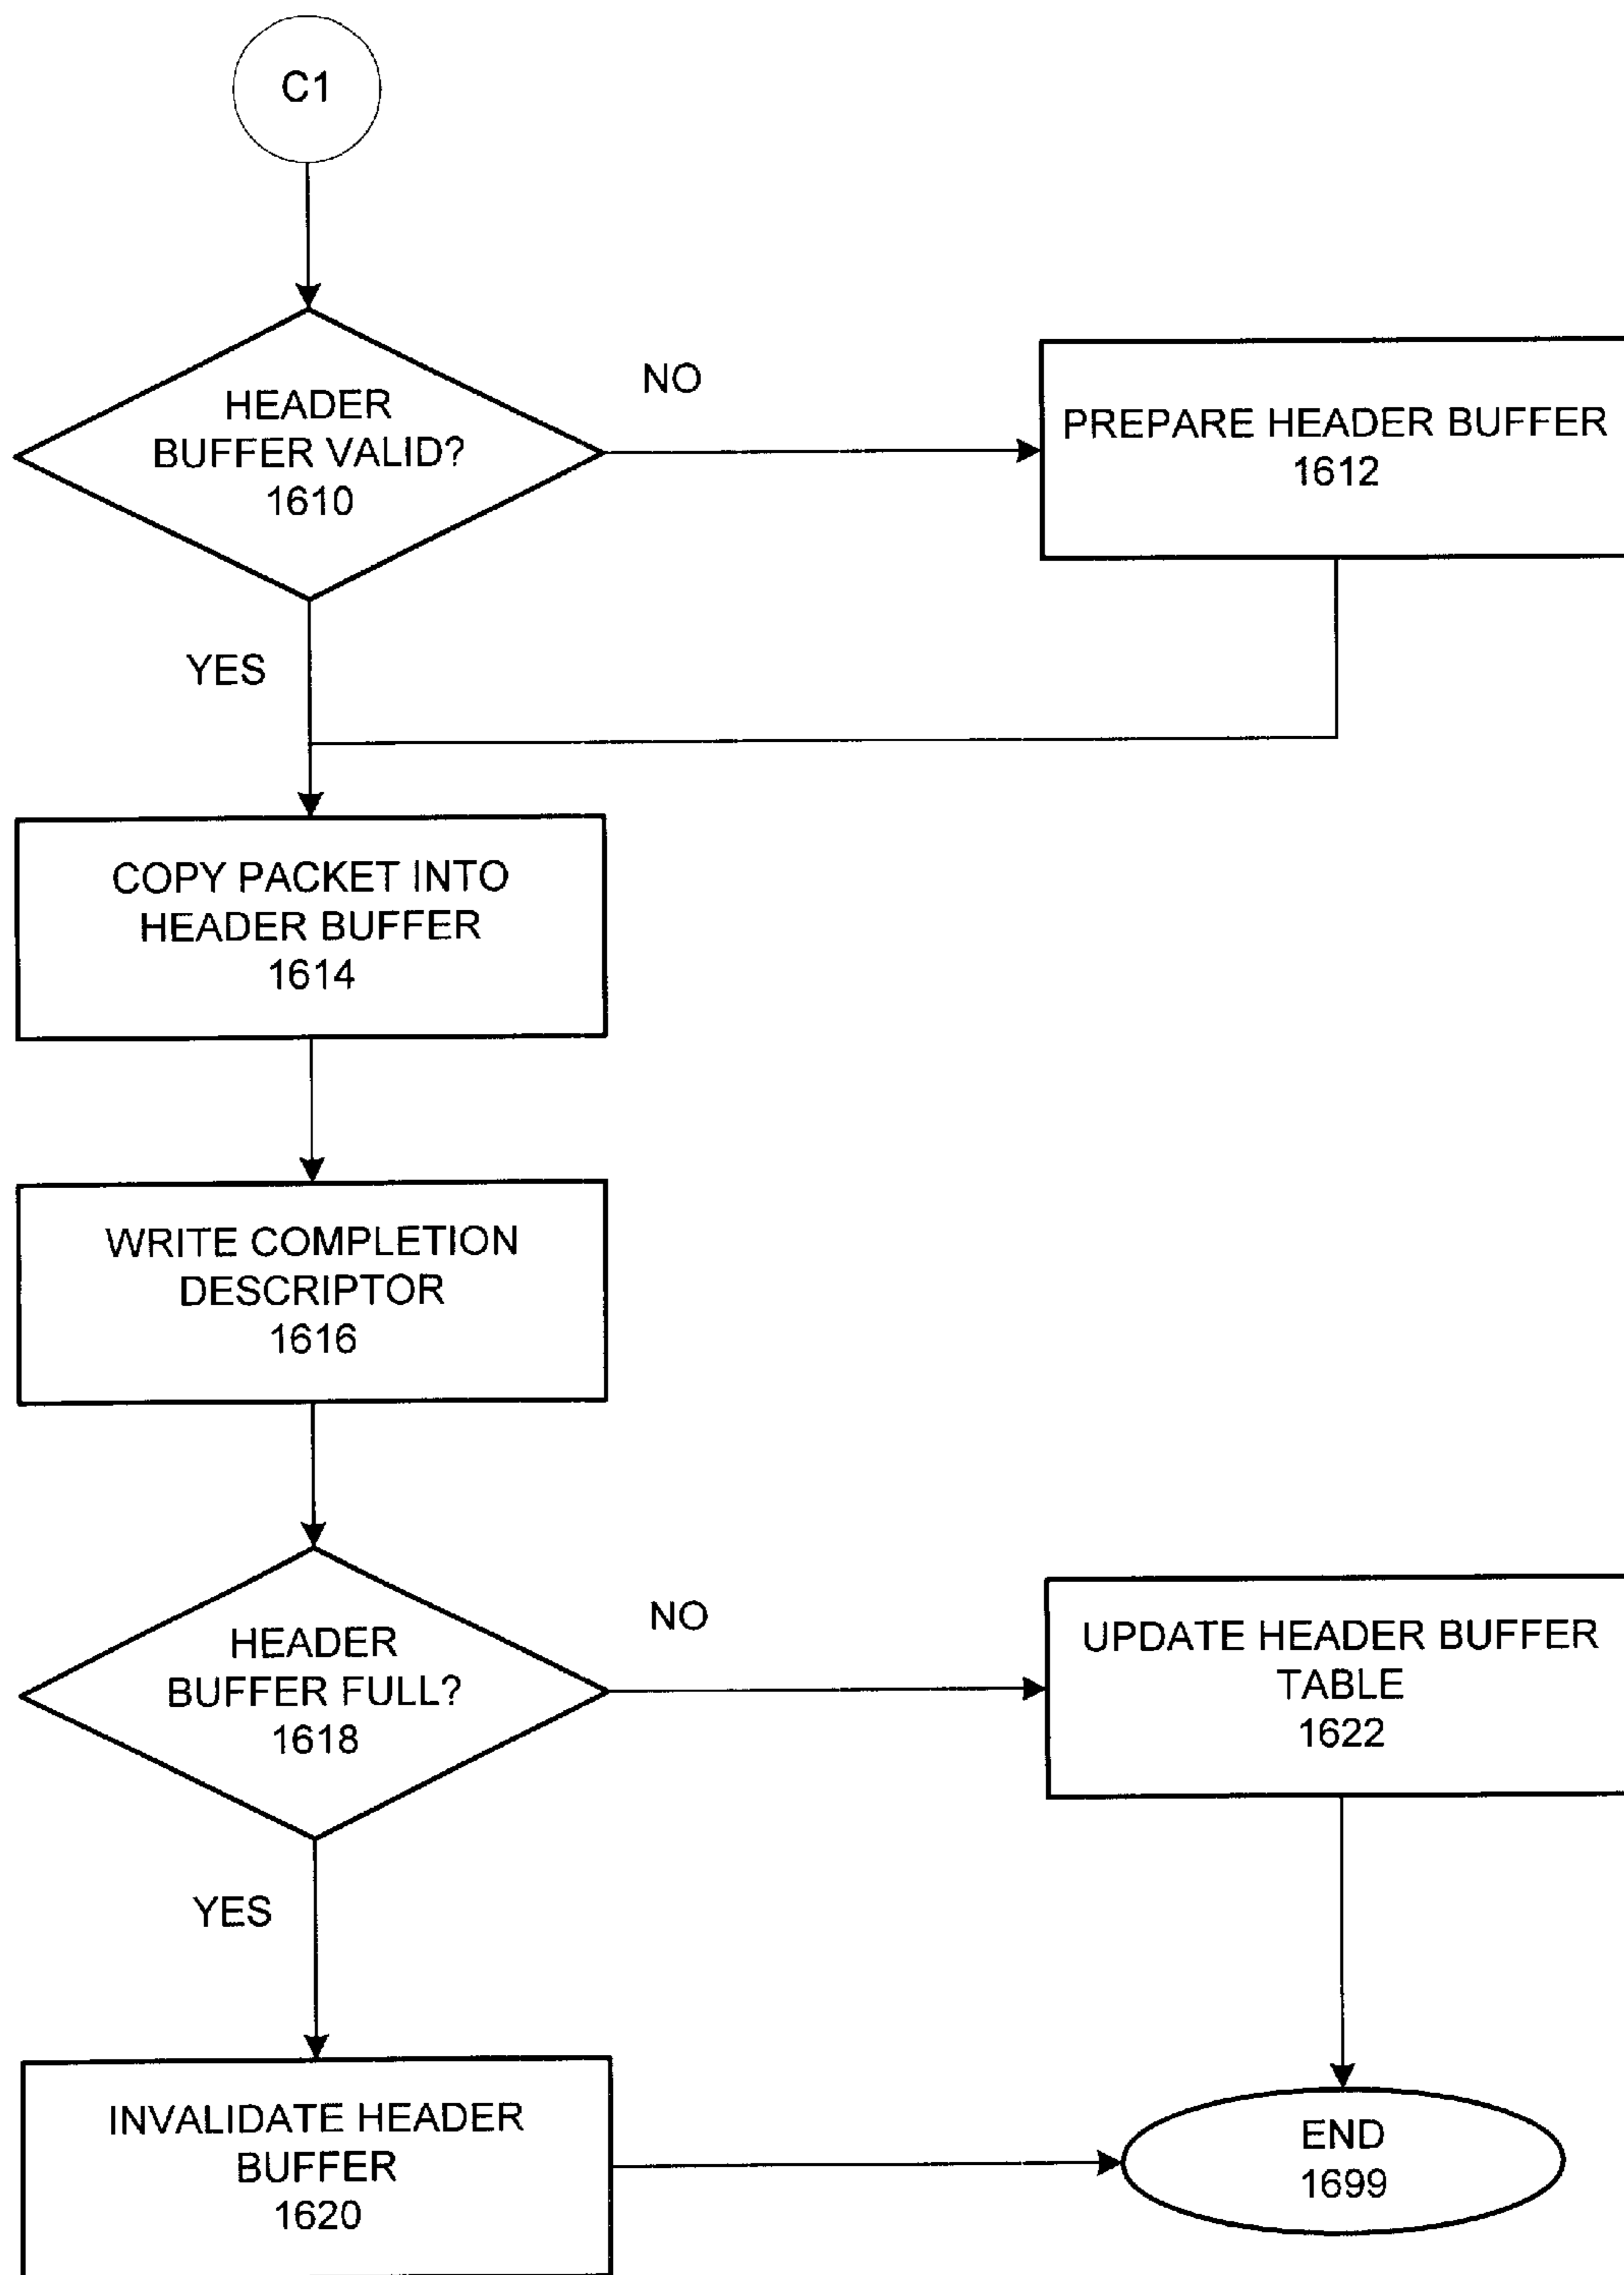 C1
HEADER
BUFFER VALID?
1610
NO
PREPARE HEADER BUFFER
1612
YES
COPY PACKET INTO
HEADER BUFFER
1614
WRITE COMPLETION
DESCRIPTOR
1616
HEADER
BUFFER FULL?
1618
NO
UPDATE HEADER BUFFER
TABLE
1622
YES
INVALIDATE HEADER
BUFFER
1620
END
1699